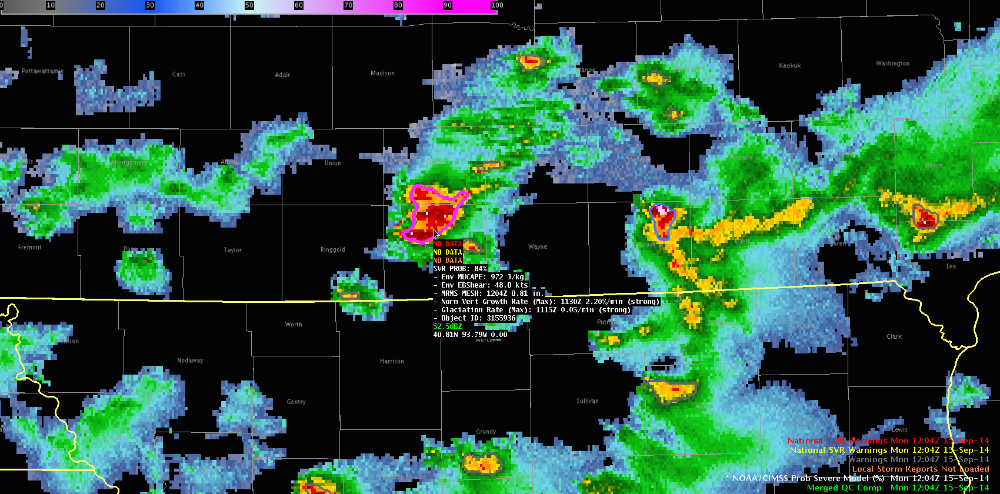 0 10 20 30 40 50 60 70 80 90 100
Pottawattamie Cass Adair Madison Marion Keokuk Washington
Montgomery Adams Union Monroe Wapello Henry
Fremont Page Taylor Ringgold Wayne Appanoose Davis Lee
NO DATA
NO DATA
NO DATA
SVR PROB: 84%
- Env MUCAPE: 972 J/kg
- Env EBShear: 48.0 kts
- MRMS MESH: 1204Z 0.81 in.
- Norm Vert Growth Rate (Max): 1130Z 2.20%/min (strong)
- Glaciation Rate (Max): 1115Z 0.05/min (strong)
- Object ID: 3155936
52.5dBZ
40.81N 93.79W 0.00
Worth Putnam Scotland Clark
Mercer
Nodaway Harrison
Gentry Sullivan
Grundy Lewis
National TOR Warnings Mon 12:04Z 15-Sep-14
National SVR Warnings Mon 12:04Z 15-Sep-14
Warnings Mon 12:04Z 15-Sep-14
Local Storm Reports Not Loaded
* NOAA/CIMSS Prob Severe Model (%) Mon 12:04Z 15-Sep-14
Merged QC Comp Mon 12:04Z 15-Sep-14